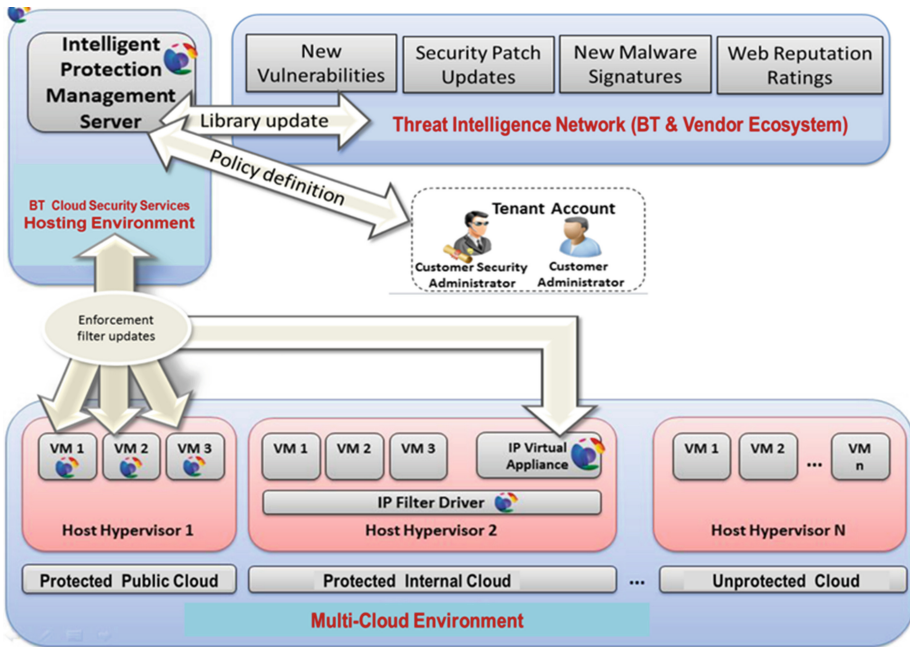 Intelligent
Protection
Management
Server
New
Vulnerabilities
Security Patch
Updates
New Malware
Signatures
Web Reputation
Ratings
Library update
Threat Intelligence Network (BT & Vendor Ecosystem)
Policy definition
BT Cloud Security Services
Hosting Environment
Tenant Account
Customer Security
Administrator
Customer
Administrator
Enforcement
filter updates
VM 1
VM 2
VM 3
Host Hypervisor 1
VM 1
VM 2
VM 3
IP Virtual
Appliance
IP Filter Driver
Host Hypervisor 2
VM 1
VM 2
...
VM
n
Host Hypervisor N
Protected Public Cloud
Protected Internal Cloud
...
Unprotected Cloud
Multi-Cloud Environment